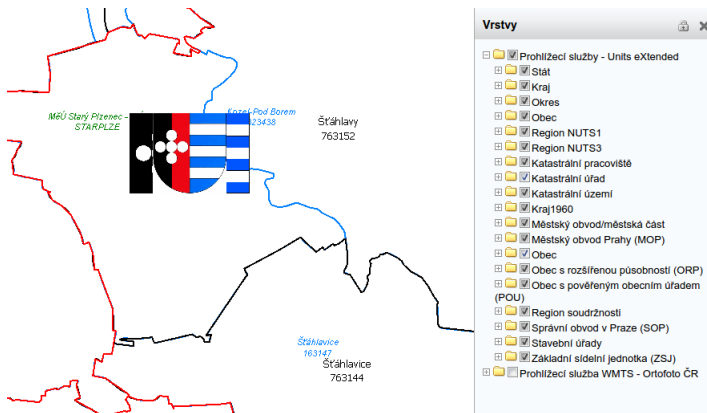 MěÚ Starý Plzenec -
STARPLZE
Kozel-Pod Borem
Šťáhlavy
763152
Šťáhlavice
163147
Šťáhlavice
763144
Vrstvy
Prohlížecí služby - Units eXtended
Stát
Kraj
Okres
Obec
Region NUTS1
Region NUTS3
Katastrální pracoviště
Katastrální úřad
Katastrální území
Kraj1960
Městský obvod/městská část
Městský obvod Prahy (MOP)
Obec
Obec s rozšířenou působností (ORP)
Obec s pověřeným obecním úřadem
(POU)
Region soudržnosti
Správní obvod v Praze (SOP)
Stavební úřady
Základní sídelní jednotka (ZSJ)
Prohlížecí služba WMTS - Ortofoto ČR